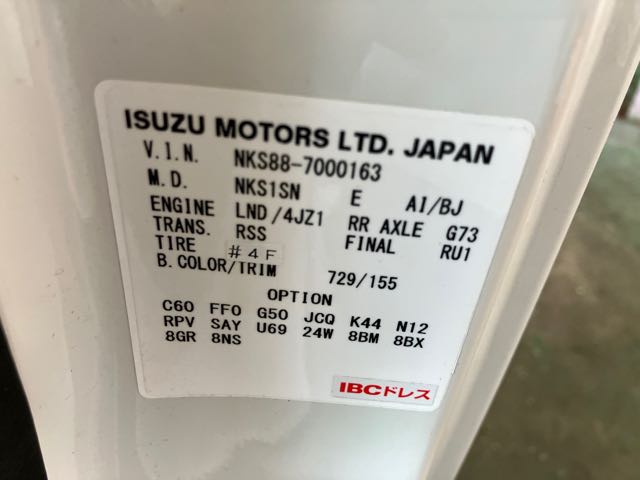 ISUZU MOTORS LTD. JAPAN
V.I.N. NKS88-7000163
M.D. NKS1SN E AI/BJ
ENGINE LND/4JZ1 RR AXLE G73
TRANS. RSS FINAL RU1
TIRE #4F
B.COLOR/TRIM 729/155
OPTION
C60 FF0 G50 JCQ K44 N12
RPV SAY U69 24W 8BM 8BX
8GR 8NS
IBCドレス